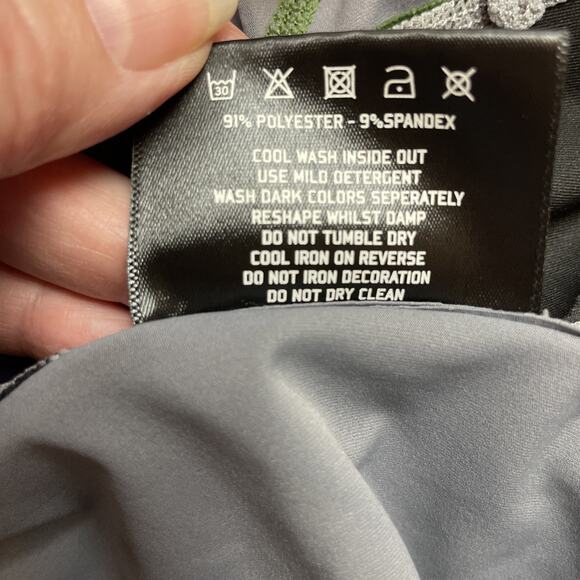 30
91% POLYESTER - 9%SPANDEX
COOL WASH INSIDE OUT
USE MILD DETERGENT
WASH DARK COLORS SEPERATELY
RESHAPE WHILST DAMP
DO NOT TUMBLE DRY
COOL IRON ON REVERSE
DO NOT IRON DECORATION
DO NOT DRY CLEAN